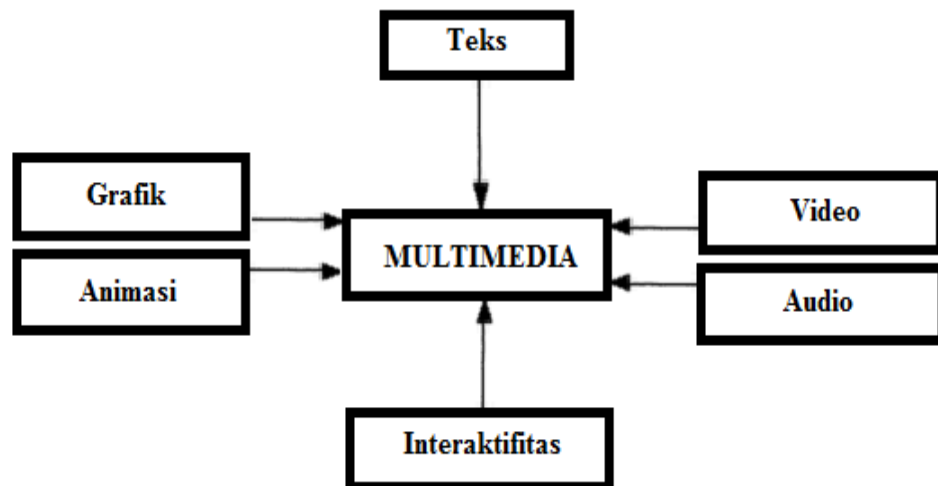 Teks
Grafik
Video
MULTIMEDIA
Animasi
Audio
Interaktifitas